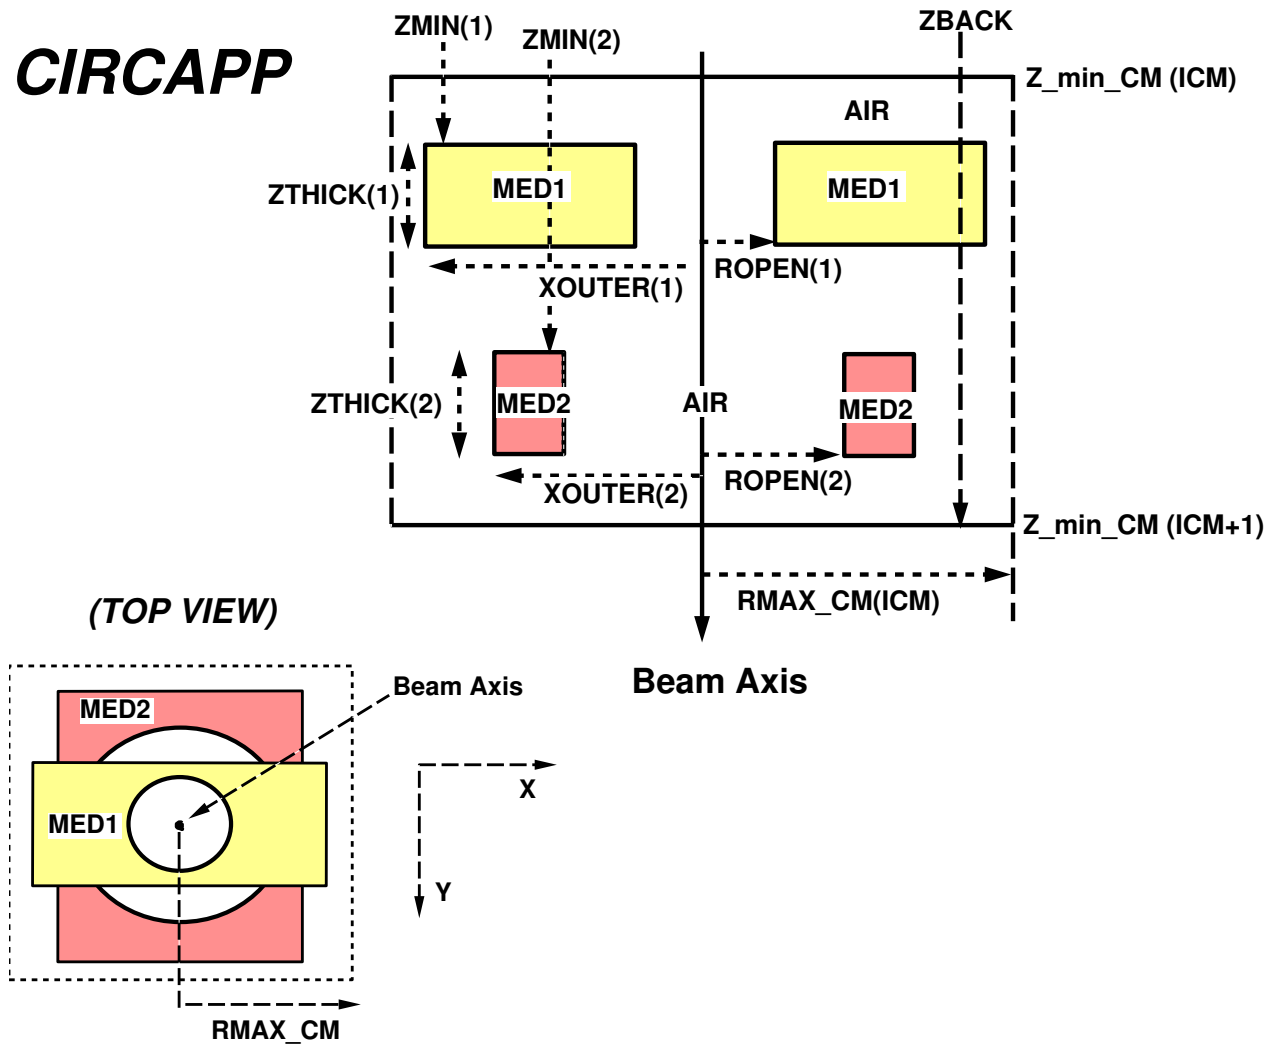 CIRCAPP
ZMIN(1)
ZMIN(2)
ZBACK
Z_min_CM (ICM)
AIR
MED1
MED1
ZTHICK(1)
ROPEN(1)
XOUTER(1)
ZTHICK(2)
MED2
AIR
MED2
ROPEN(2)
XOUTER(2)
Z_min_CM (ICM+1)
RMAX_CM(ICM)
Beam Axis
(TOP VIEW)
Beam Axis
MED2
MED1
X
Y
RMAX_CM